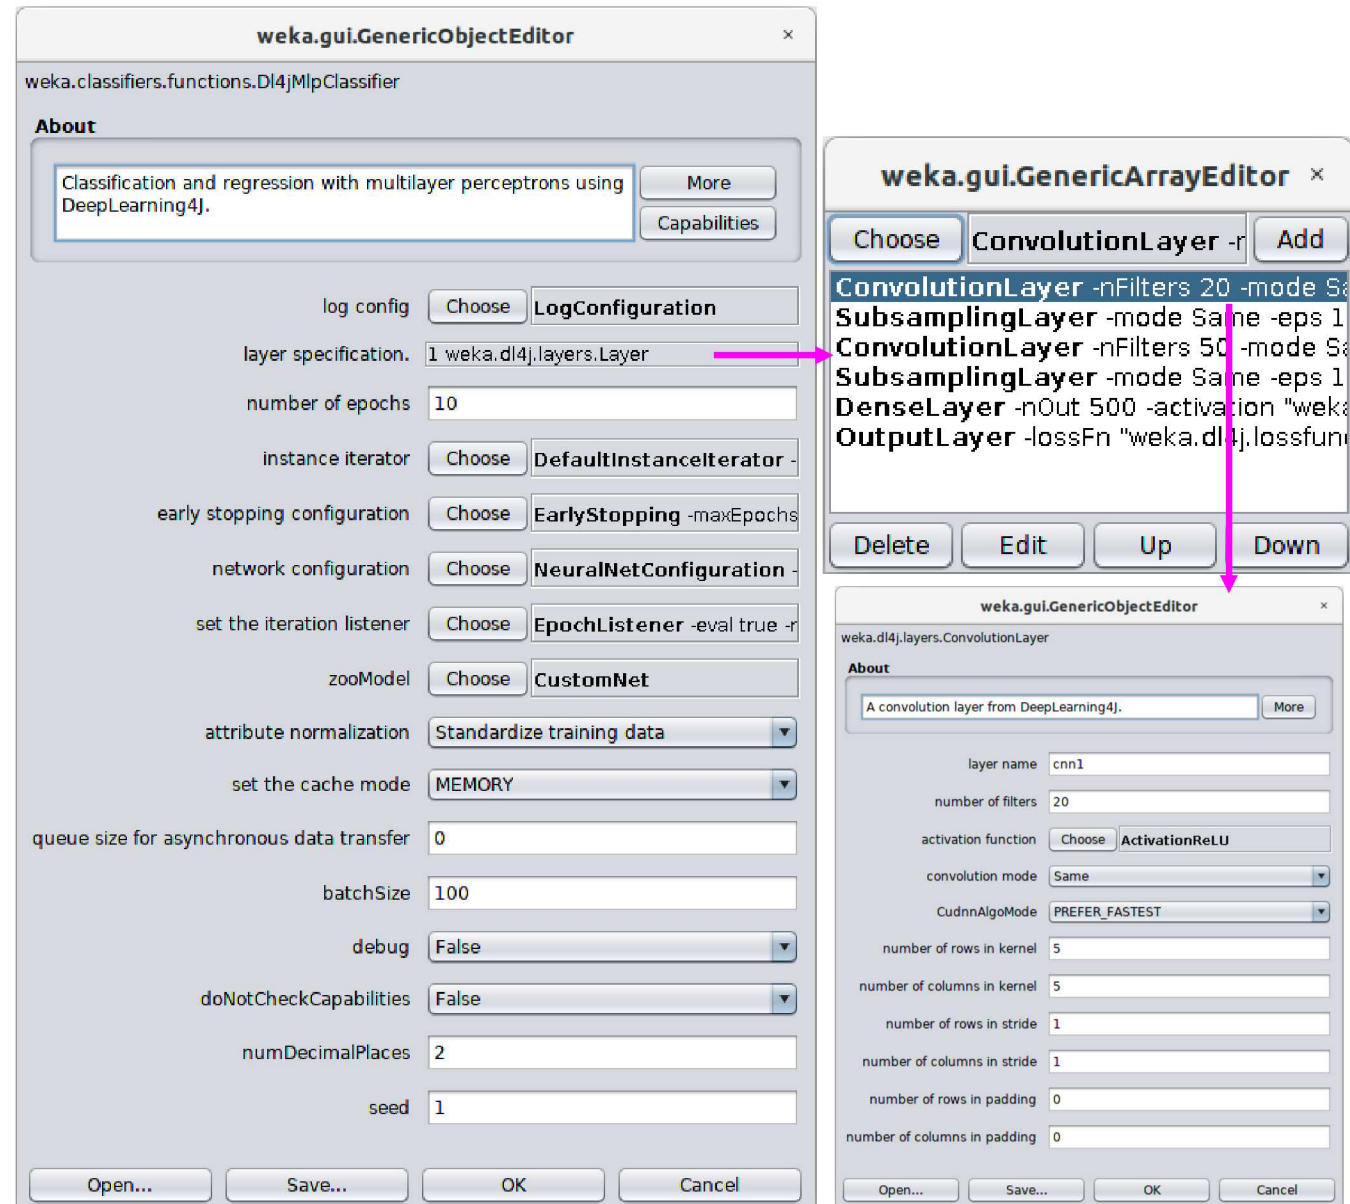 weka.gui.GenericObjectEditor ×
weka.classifiers.functions.Dl4jMlpClassifier
About
Classification and regression with multilayer perceptrons using
DeepLearning4J.
More
Capabilities
log config Choose LogConfiguration
layer specification. 1 weka.dl4j.layers.Layer
number of epochs 10
instance iterator Choose DefaultInstanceIterator -
early stopping configuration Choose EarlyStopping -maxEpochs
network configuration Choose NeuralNetConfiguration -
set the iteration listener Choose EpochListener -eval true -r
zooModel Choose CustomNet
attribute normalization Standardize training data
set the cache mode MEMORY
queue size for asynchronous data transfer 0
batchSize 100
debug False
doNotCheckCapabilities False
numDecimalPlaces 2
seed 1
Open... Save... OK Cancel
weka.gui.GenericArrayEditor ×
Choose ConvolutionLayer -r Add
ConvolutionLayer -nFilters 20 -mode Sa
SubsamplingLayer -mode Same -eps 1
ConvolutionLayer -nFilters 50 -mode Sa
SubsamplingLayer -mode Same -eps 1
DenseLayer -nOut 500 -activation "weka
OutputLayer -lossFn "weka.dl4j.lossfun
Delete Edit Up Down
weka.gui.GenericObjectEditor ×
weka.dl4j.layers.ConvolutionLayer
About
A convolution layer from DeepLearning4J.
More
layer name cnn1
number of filters 20
activation function Choose ActivationReLU
convolution mode Same
CudnnAlgoMode PREFER_FASTEST
number of rows in kernel 5
number of columns in kernel 5
number of rows in stride 1
number of columns in stride 1
number of rows in padding 0
number of columns in padding 0
Open... Save... OK Cancel